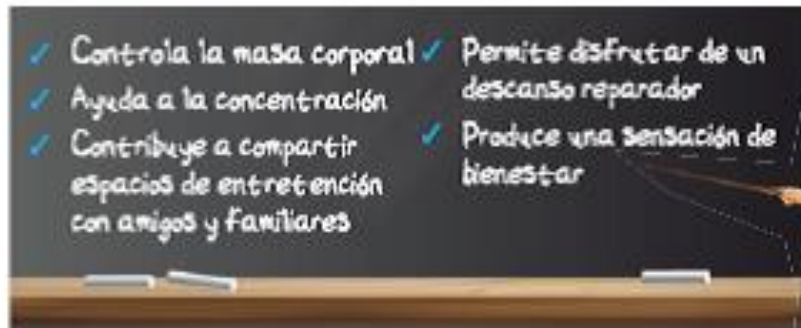 ✓ Controla la masa corporal
✓ Ayuda a la concentración
✓ Contribuye a compartir
espacios de entretención
con amigos y familiares
✓ Permite disfrutar de un
descanso reparador
✓ Produce una sensación de
bienestar